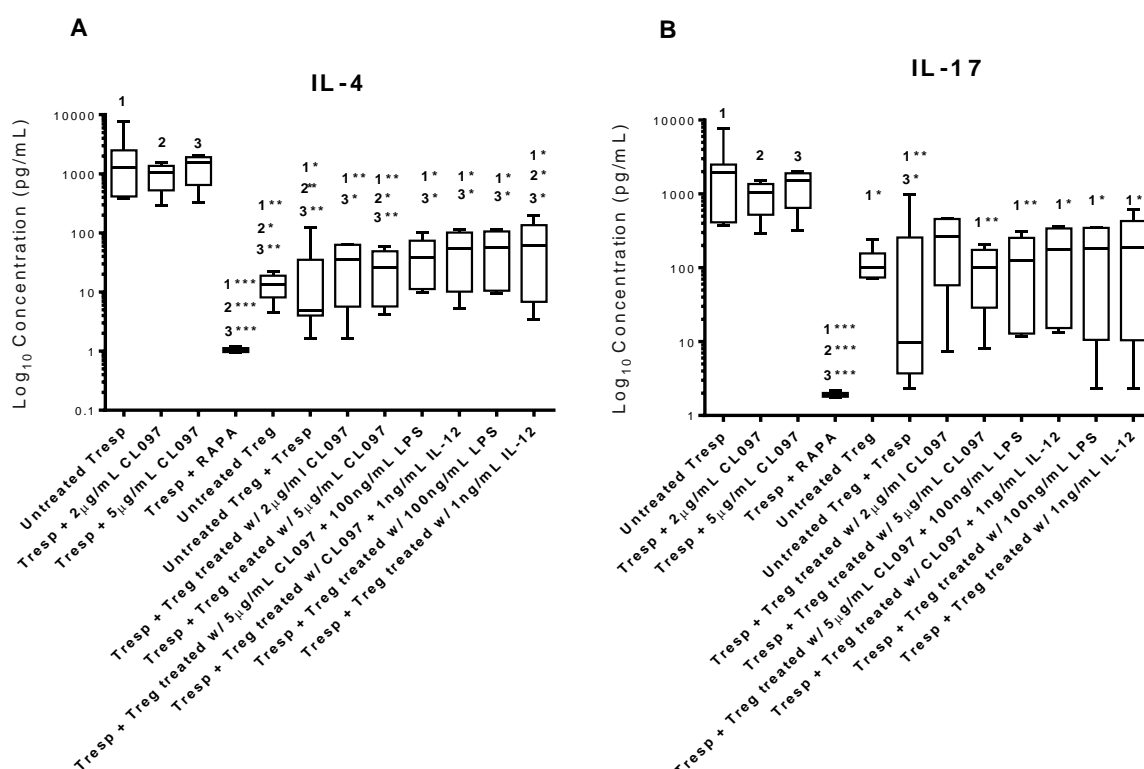 A
IL-4
Log10 Concentration (pg/mL)
10000
1000
100
10
1
0.1
1
2
3
1***
2***
3***
1**
2*
3**
1*
2**
3**
1**
3*
1**
2*
3**
1*
3*
1*
3*
1*
3*
1*
2*
3*
Untreated Tresp
Tresp + 2μg/mL CL097
Tresp + 5μg/mL CL097
Tresp + RAPA
Untreated Treg
Untreated Treg + Tresp
Tresp + Treg treated w/ 2μg/ml CL097
Tresp + Treg treated w/ 5μg/mL CL097
Tresp + Treg treated w/ 5μg/mL CL097 + 100ng/mL LPS
Tresp + Treg treated w/ CL097 + 1ng/mL IL-12
Tresp + Treg treated w/ 100ng/mL LPS
Tresp + Treg treated w/ 1ng/mL IL-12
B
IL-17
Log10 Concentration (pg/mL)
10000
1000
100
10
1
1
2
3
1***
2***
3***
1*
1**
3*
1**
1**
1*
1*
1*
Untreated Tresp
Tresp + 2μg/mL CL097
Tresp + 5μg/mL CL097
Tresp + RAPA
Untreated Treg
Untreated Treg + Tresp
Tresp + Treg treated w/ 2μg/ml CL097
Tresp + Treg treated w/ 5μg/mL CL097
Tresp + Treg treated w/ 5μg/mL CL097 + 100ng/mL LPS
Tresp + Treg treated w/ CL097 + 1ng/mL IL-12
Tresp + Treg treated w/ 100ng/mL LPS
Tresp + Treg treated w/ 1ng/mL IL-12